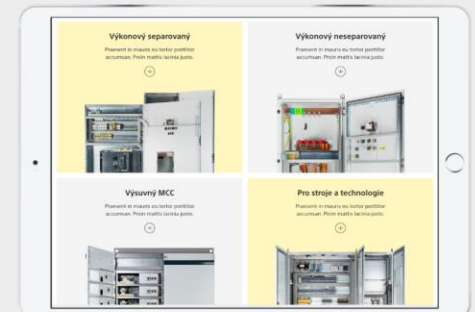 Výkonový separovaný
Praesent in mauris eu tortor porttitor
accumsan. Proin mattis lacinia justo.
Výkonový neseparovaný
Praesent in mauris eu tortor porttitor
accumsan. Proin mattis lacinia justo.
Výsuvný MCC
Praesent in mauris eu tortor porttitor
accumsan. Proin mattis lacinia justo.
Pro stroje a technologie
Praesent in mauris eu tortor porttitor
accumsan. Proin mattis lacinia justo.